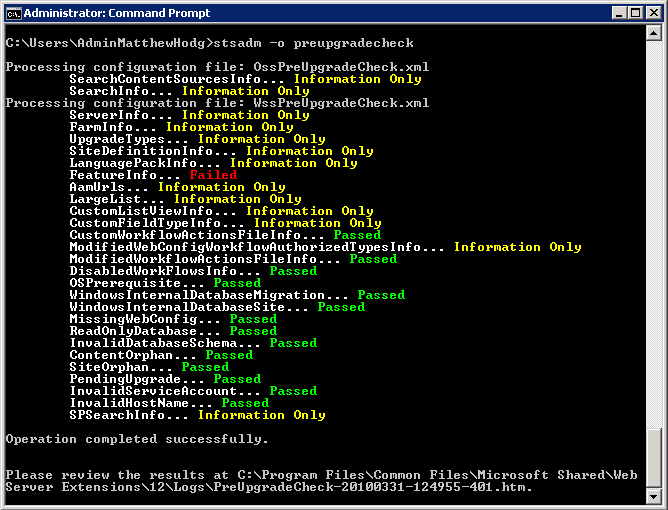 Administrator: Command Prompt
C:\Users\AdminMatthewHodg>stsadm -o preupgradecheck
Processing configuration file: OssPreUpgradeCheck.xml
SearchContentSourcesInfo... Information Only
SearchInfo... Information Only
Processing configuration file: WssPreUpgradeCheck.xml
ServerInfo... Information Only
FarmInfo... Information Only
UpgradeTypes... Information Only
SiteDefinitionInfo... Information Only
LanguagePackInfo... Information Only
FeatureInfo... Failed
AamUrls... Information Only
LargeList... Information Only
CustomListViewInfo... Information Only
CustomFieldTypeInfo... Information Only
CustomWorkflowActionsFileInfo... Passed
ModifiedWebConfigWorkflowAuthorizedTypesInfo... Information Only
ModifiedWorkflowActionsFileInfo... Passed
DisabledWorkFlowsInfo... Passed
OSPrerequisite... Passed
WindowsInternalDatabaseMigration... Passed
WindowsInternalDatabaseSite... Passed
MissingWebConfig... Passed
ReadOnlyDatabase... Passed
InvalidDatabaseSchema... Passed
ContentOrphan... Passed
SiteOrphan... Passed
PendingUpgrade... Passed
InvalidServiceAccount... Passed
InvalidHostName... Passed
SPSearchInfo... Information Only
Operation completed successfully.
Please review the results at C:\Program Files\Common Files\Microsoft Shared\Web
Server Extensions\12\Logs\PreUpgradeCheck-20100331-124955-401.htm.